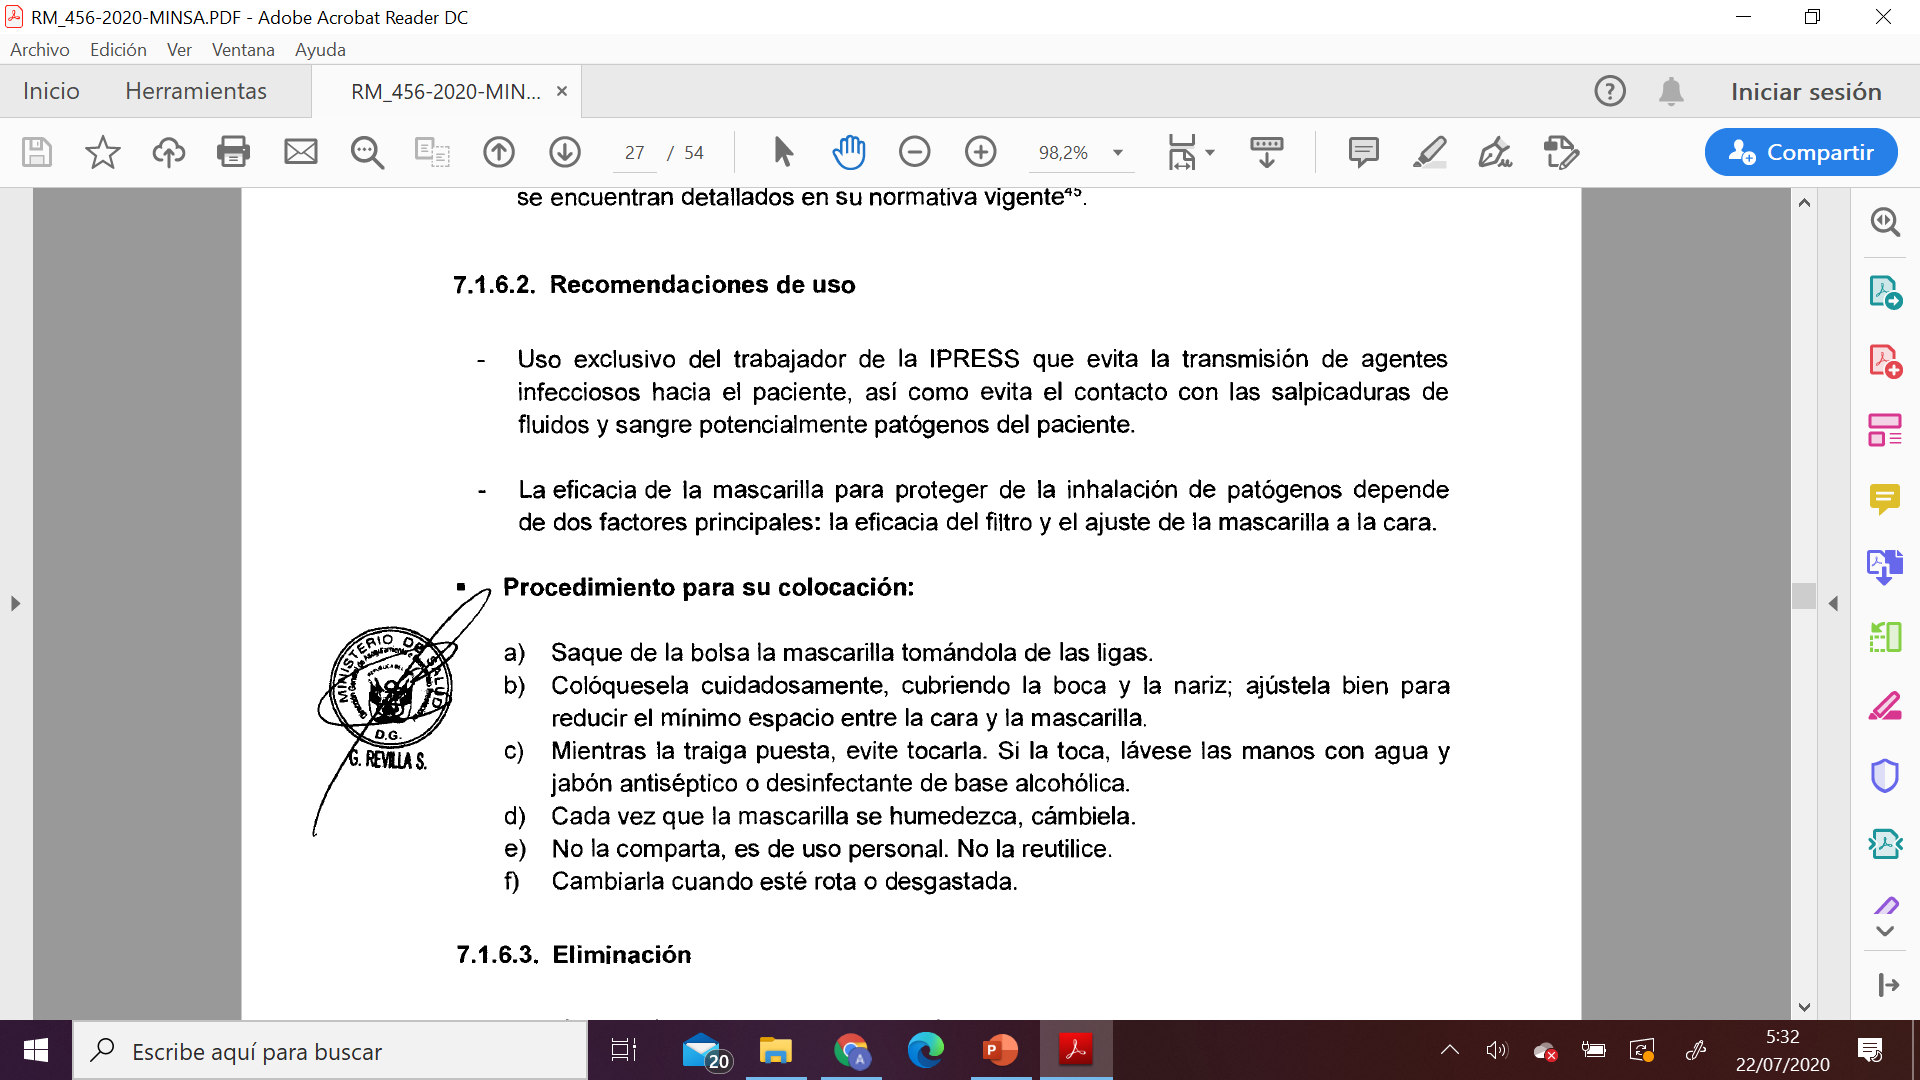 RM_456-2020-MINSA.PDF - Adobe Acrobat Reader DC
Archivo Edición Ver Ventana Ayuda
Inicio Herramientas RM_456-2020-MIN... × Iniciar sesión
27 / 54 98,2% Compartir
se encuentran detallados en su normativa vigente⁴⁵.
7.1.6.2. Recomendaciones de uso
- Uso exclusivo del trabajador de la IPRESS que evita la transmisión de agentes
infecciosos hacia el paciente, así como evita el contacto con las salpicaduras de
fluidos y sangre potencialmente patógenos del paciente.
- La eficacia de la mascarilla para proteger de la inhalación de patógenos depende
de dos factores principales: la eficacia del filtro y el ajuste de la mascarilla a la cara.
▪ Procedimiento para su colocación:
a) Saque de la bolsa la mascarilla tomándola de las ligas.
b) Colóquesela cuidadosamente, cubriendo la boca y la nariz; ajústela bien para
reducir el mínimo espacio entre la cara y la mascarilla.
c) Mientras la traiga puesta, evite tocarla. Si la toca, lávese las manos con agua y
jabón antiséptico o desinfectante de base alcohólica.
d) Cada vez que la mascarilla se humedezca, cámbiela.
e) No la comparta, es de uso personal. No la reutilice.
f) Cambiarla cuando esté rota o desgastada.
MINISTERIO DE SALUD
D.G.
G. REVILLA S.
7.1.6.3. Eliminación
Escribe aquí para buscar
20
5:32
22/07/2020